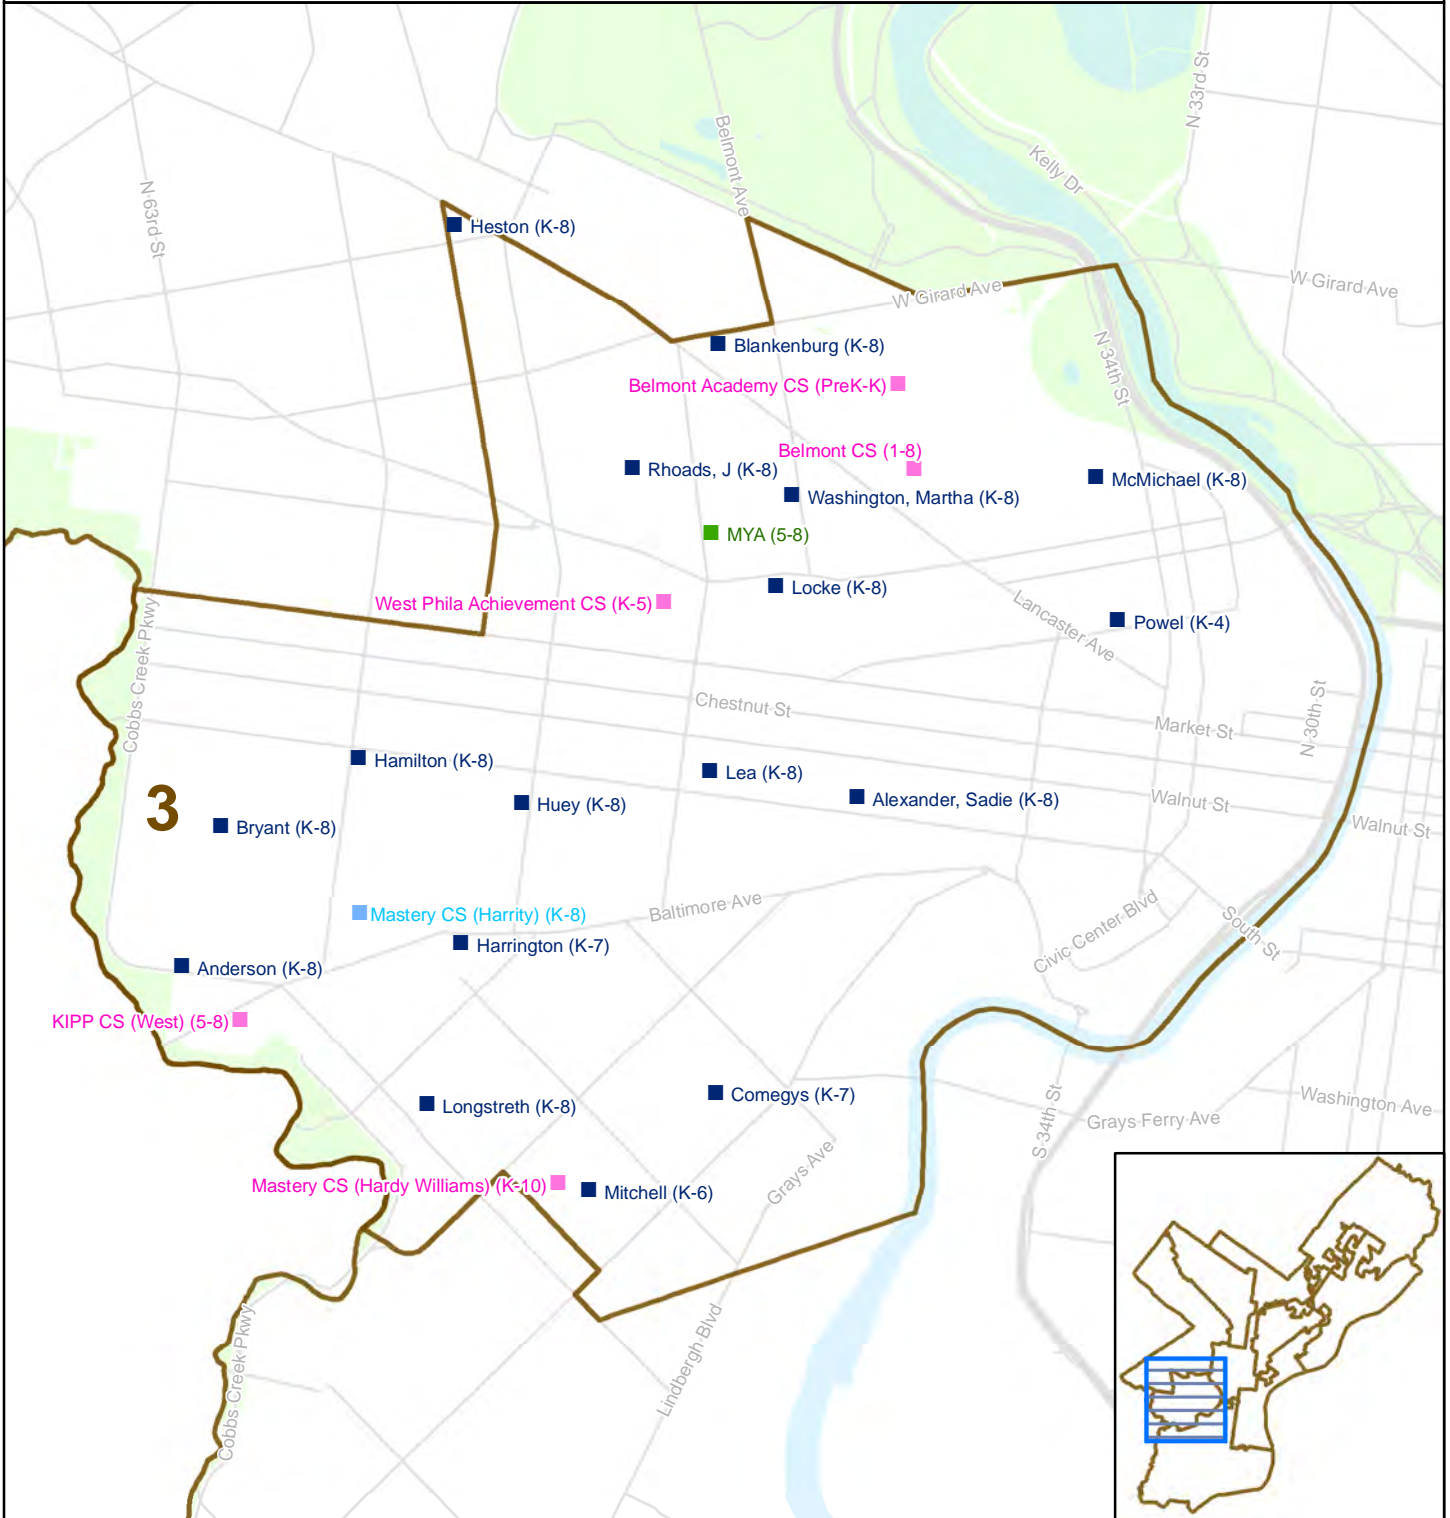 N 33rd St
Belmont Ave
Kelly Dr
N 63rd St
Heston (K-8)
W Girard Ave
W Girard Ave
Blankenburg (K-8)
N 34th St
Belmont Academy CS (PreK-K)
Belmont CS (1-8)
Rhoads, J (K-8)
McMichael (K-8)
Washington, Martha (K-8)
MYA (5-8)
Locke (K-8)
West Phila Achievement CS (K-5)
Lancaster Ave
Powel (K-4)
Cobbs Creek Pkwy
Chestnut St
Market St
N 30th St
Hamilton (K-8)
Lea (K-8)
3
Huey (K-8)
Alexander, Sadie (K-8)
Walnut St
Walnut St
Bryant (K-8)
Mastery CS (Harrity) (K-8)
Baltimore Ave
Civic Center Blvd
South St
Harrington (K-7)
Anderson (K-8)
KIPP CS (West) (5-8)
Longstreth (K-8)
Comegys (K-7)
S 34th St
Grays Ferry Ave
Washington Ave
Mastery CS (Hardy Williams) (K-10)
Mitchell (K-6)
Grays Ave
Cobbs Creek Pkwy
Lindbergh Blvd